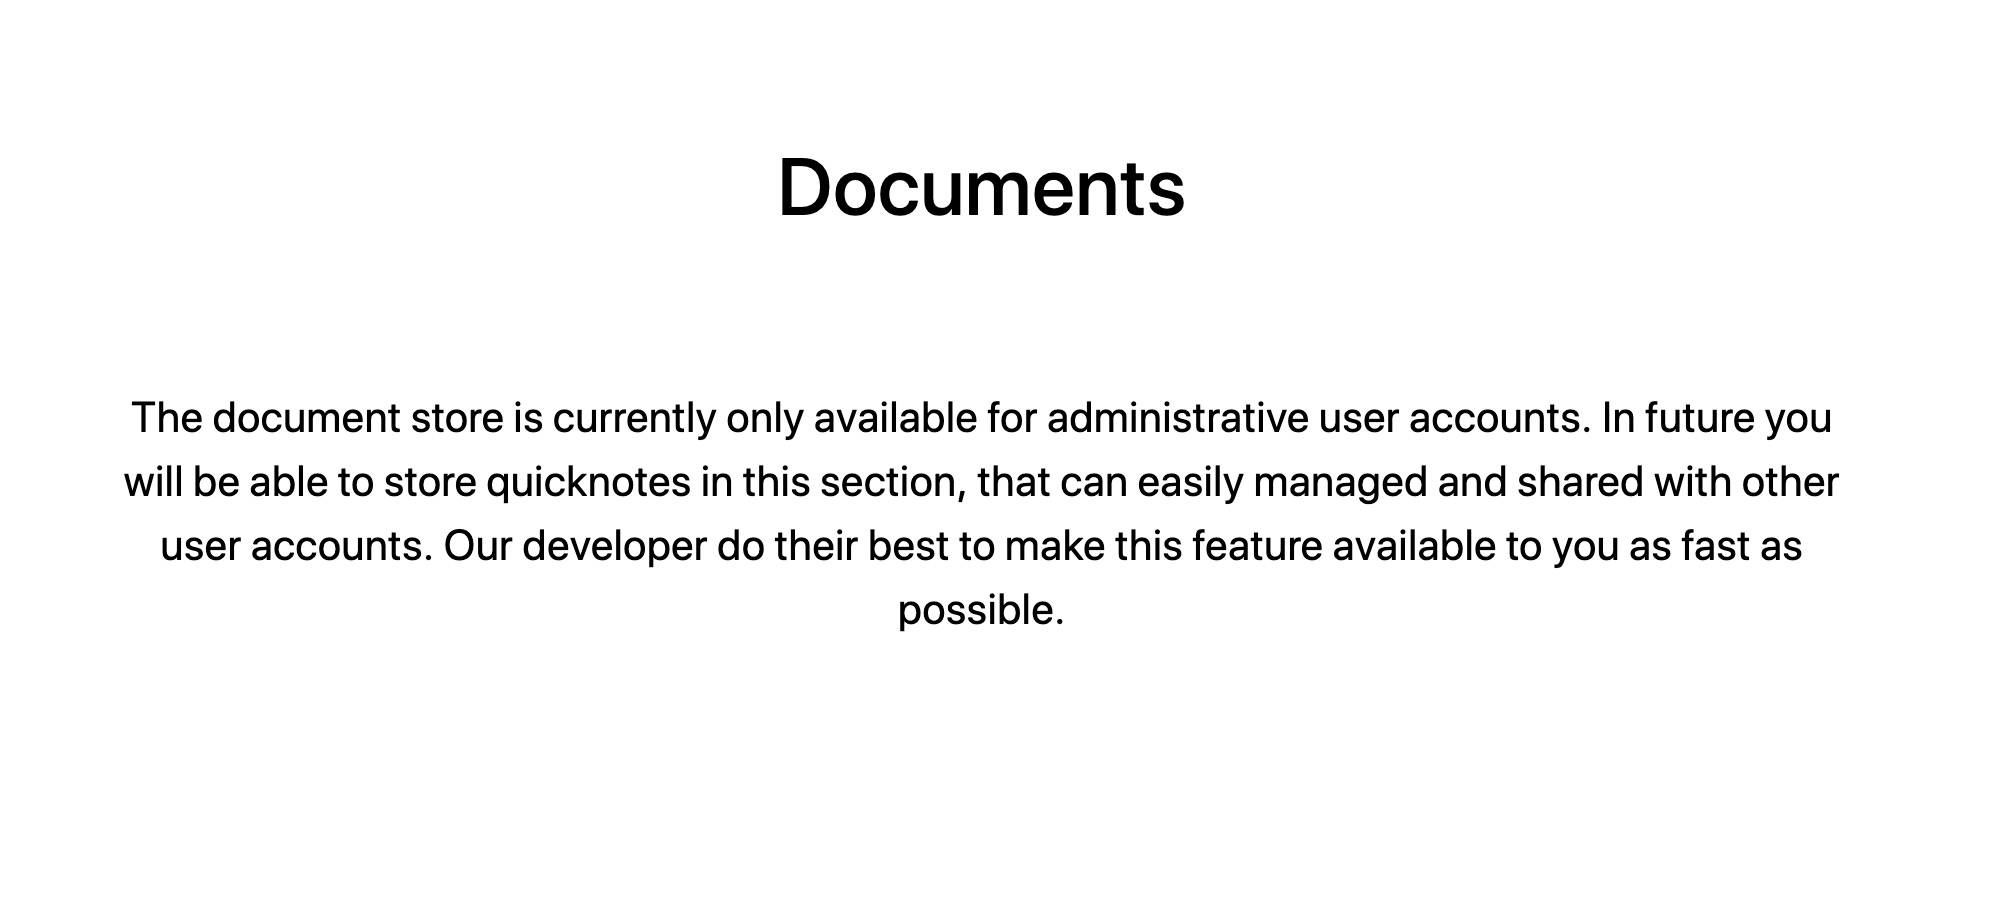 Documents
The document store is currently only available for administrative user accounts. In future you
will be able to store quicknotes in this section, that can easily managed and shared with other
user accounts. Our developer do their best to make this feature available to you as fast as
possible.